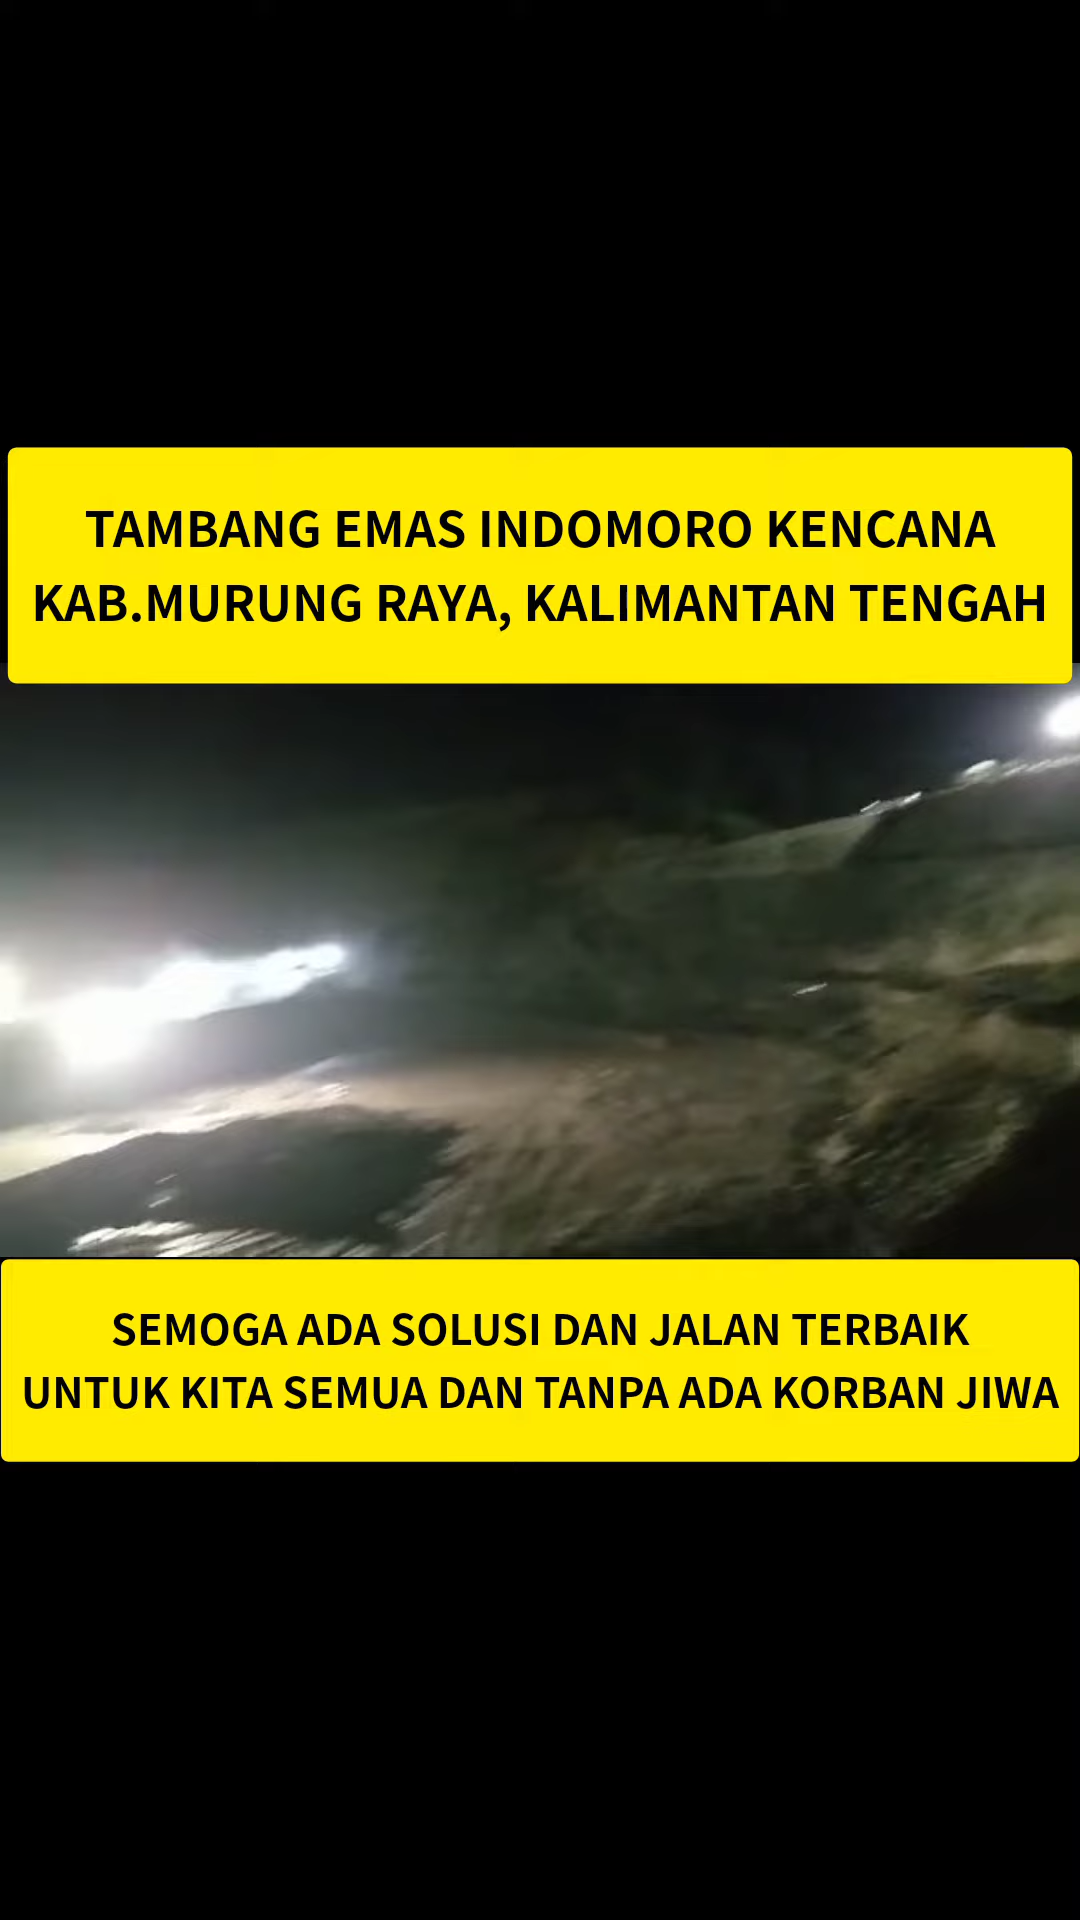 TAMBANG EMAS INDOMORO KENCANA
KAB.MURUNG RAYA, KALIMANTAN TENGAH
SEMOGA ADA SOLUSI DAN JALAN TERBAIK
UNTUK KITA SEMUA DAN TANPA ADA KORBAN JIWA